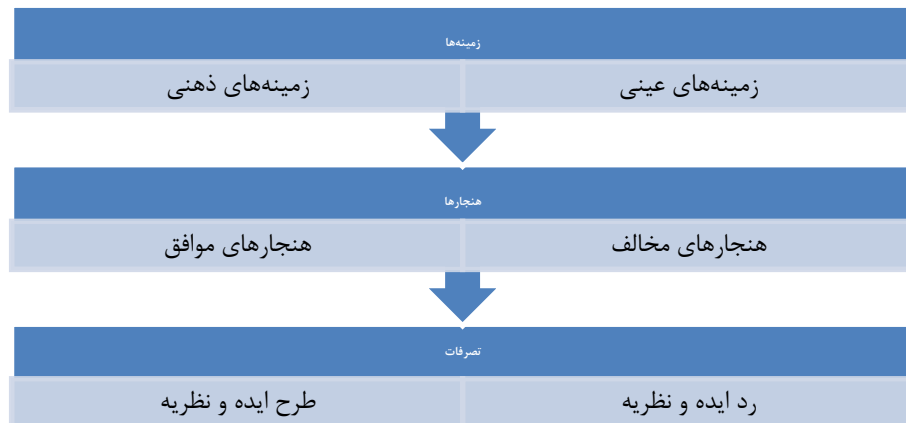 زمینه‌ها
زمینه‌های عینی
زمینه‌های ذهنی
هنجارها
هنجارهای مخالف
هنجارهای موافق
تصرفات
رد ایده و نظریه
طرح ایده و نظریه